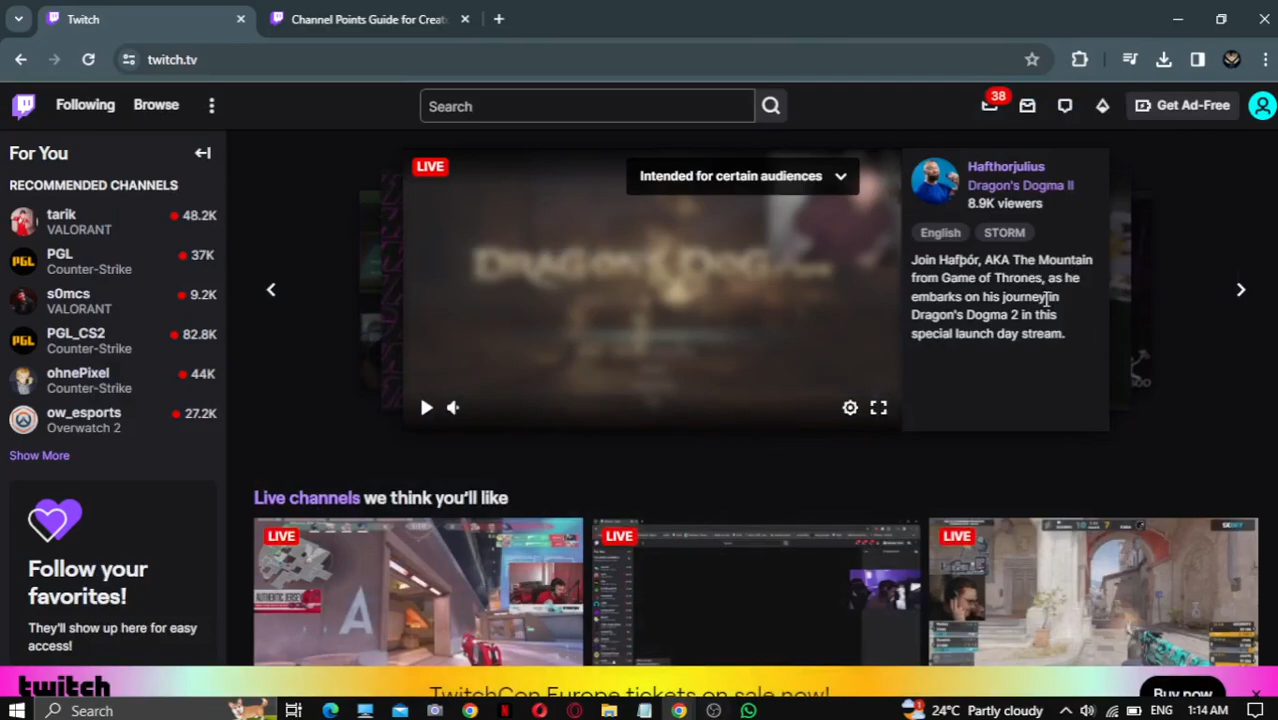 Twitch
Channel Points Guide for Creato
twitch.tv
Following
Browse
Search
38
Get Ad-Free
For You
RECOMMENDED CHANNELS
tarik
48.2K
VALORANT
PGL
37K
Counter-Strike
s0mcs
9.2K
VALORANT
PGL_CS2
82.8K
Counter-Strike
ohnePixel
44K
Counter-Strike
ow_esports
27.2K
Overwatch 2
Show More
Follow your
favorites!
They'll show up here for easy
access!
LIVE
Intended for certain audiences
DRAGON'S DOGMA
Hafthorjulius
Dragon's Dogma II
8.9K viewers
English
STORM
Join Hafþór, AKA The Mountain
from Game of Thrones, as he
embarks on his journey in
Dragon's Dogma 2 in this
special launch day stream.
Live channels we think you'll like
LIVE
AUTHENTIC JERSEY
A
LIVE
LIVE
twitch
TwitchCon Europe tickets on sale now!
Buy now
Search
24°C Partly cloudy
ENG
1:14 AM